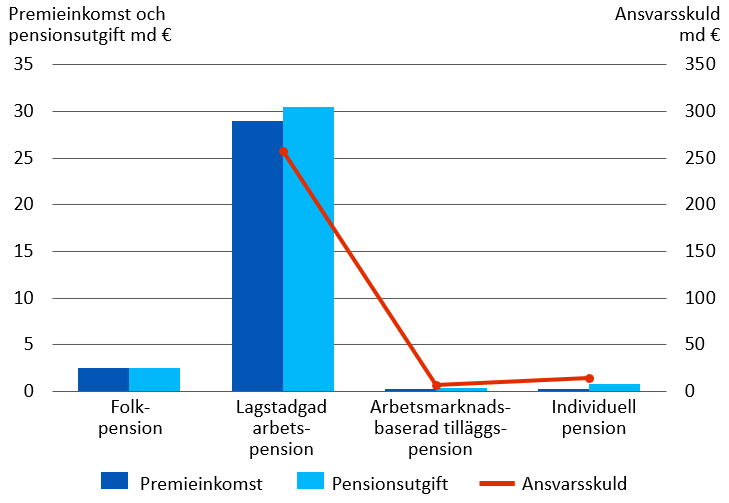 Premieinkomst och
pensionsutgift md €
Ansvarsskuld
md €
35 350
30 300
25 250
20 200
15 150
10 100
5 50
0 0
Folk-
pension
Lagstadgad
arbets-
pension
Arbetsmarknads-
baserad tilläggs-
pension
Individuell
pension
Premieinkomst Pensionsutgift Ansvarsskuld